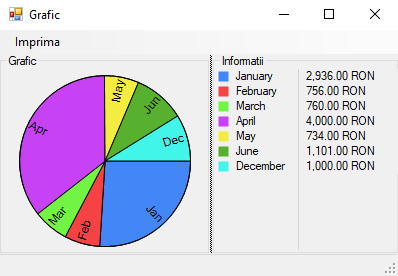 Grafic
Imprima
Grafic
May
Jun
Dec
Apr
Mar
Feb
Jan
Informatii
January 2,936.00 RON
February 756.00 RON
March 760.00 RON
April 4,000.00 RON
May 734.00 RON
June 1,101.00 RON
December 1,000.00 RON